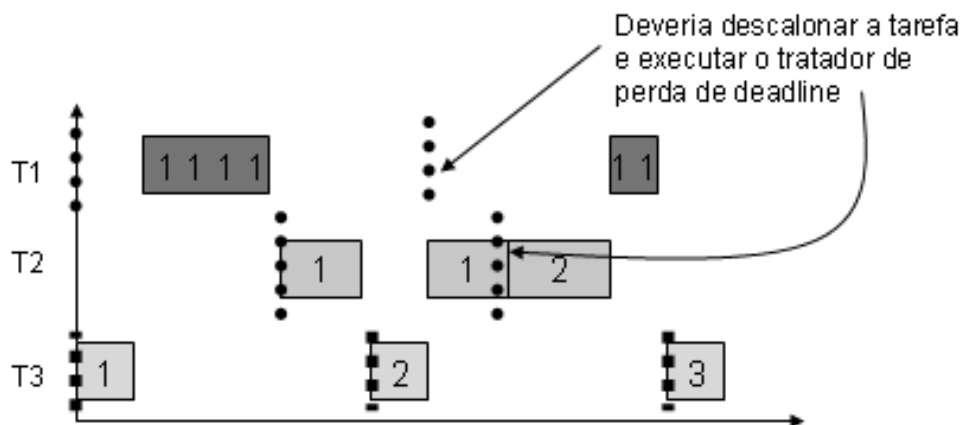 Deveria descalonar a tarefa
e executar o tratador de
perda de deadline
T1
1 1 1 1
1 1
T2
1
1
2
T3
1
2
3